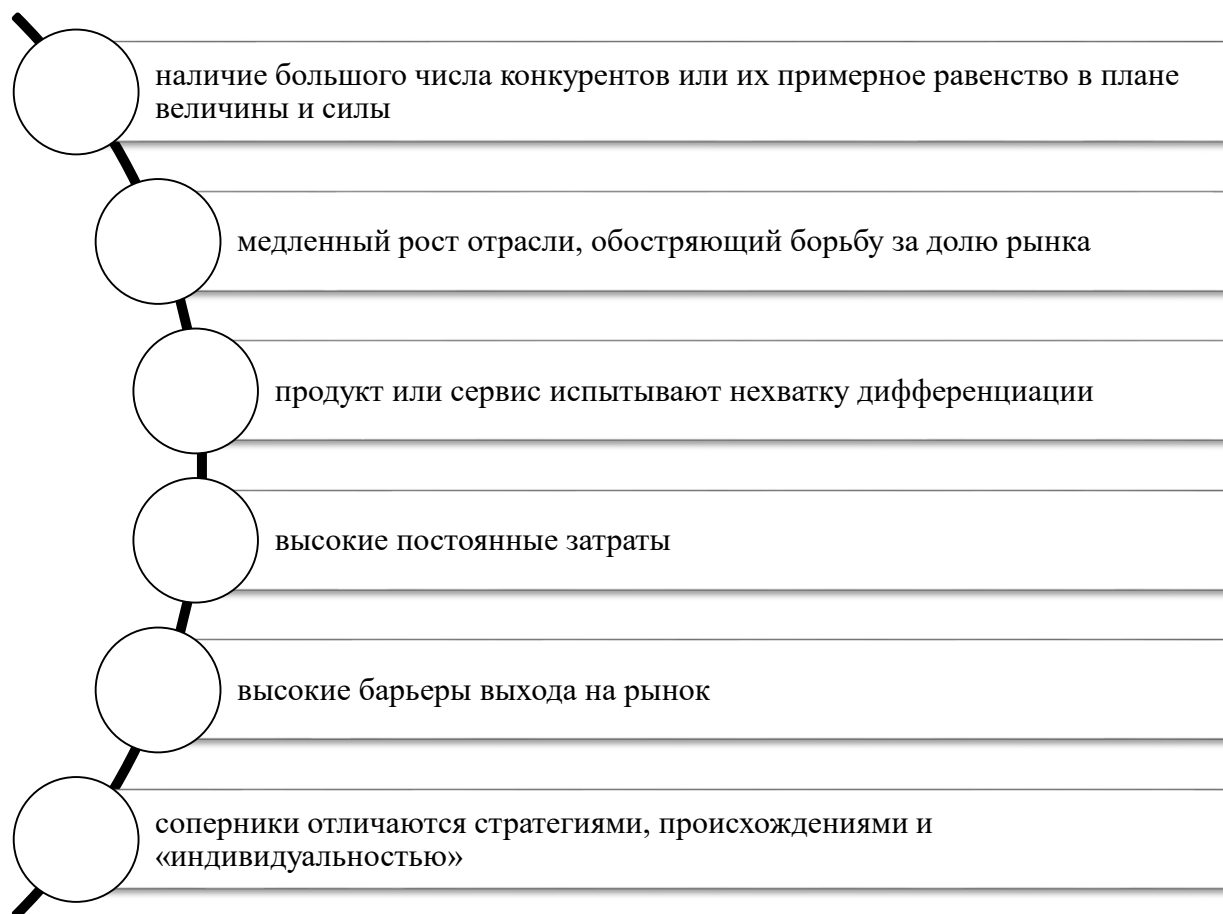 наличие большого числа конкурентов или их примерное равенство в плане
величины и силы
медленный рост отрасли, обостряющий борьбу за долю рынка
продукт или сервис испытывают нехватку дифференциации
высокие постоянные затраты
высокие барьеры выхода на рынок
соперники отличаются стратегиями, происхождениями и
«индивидуальностью»